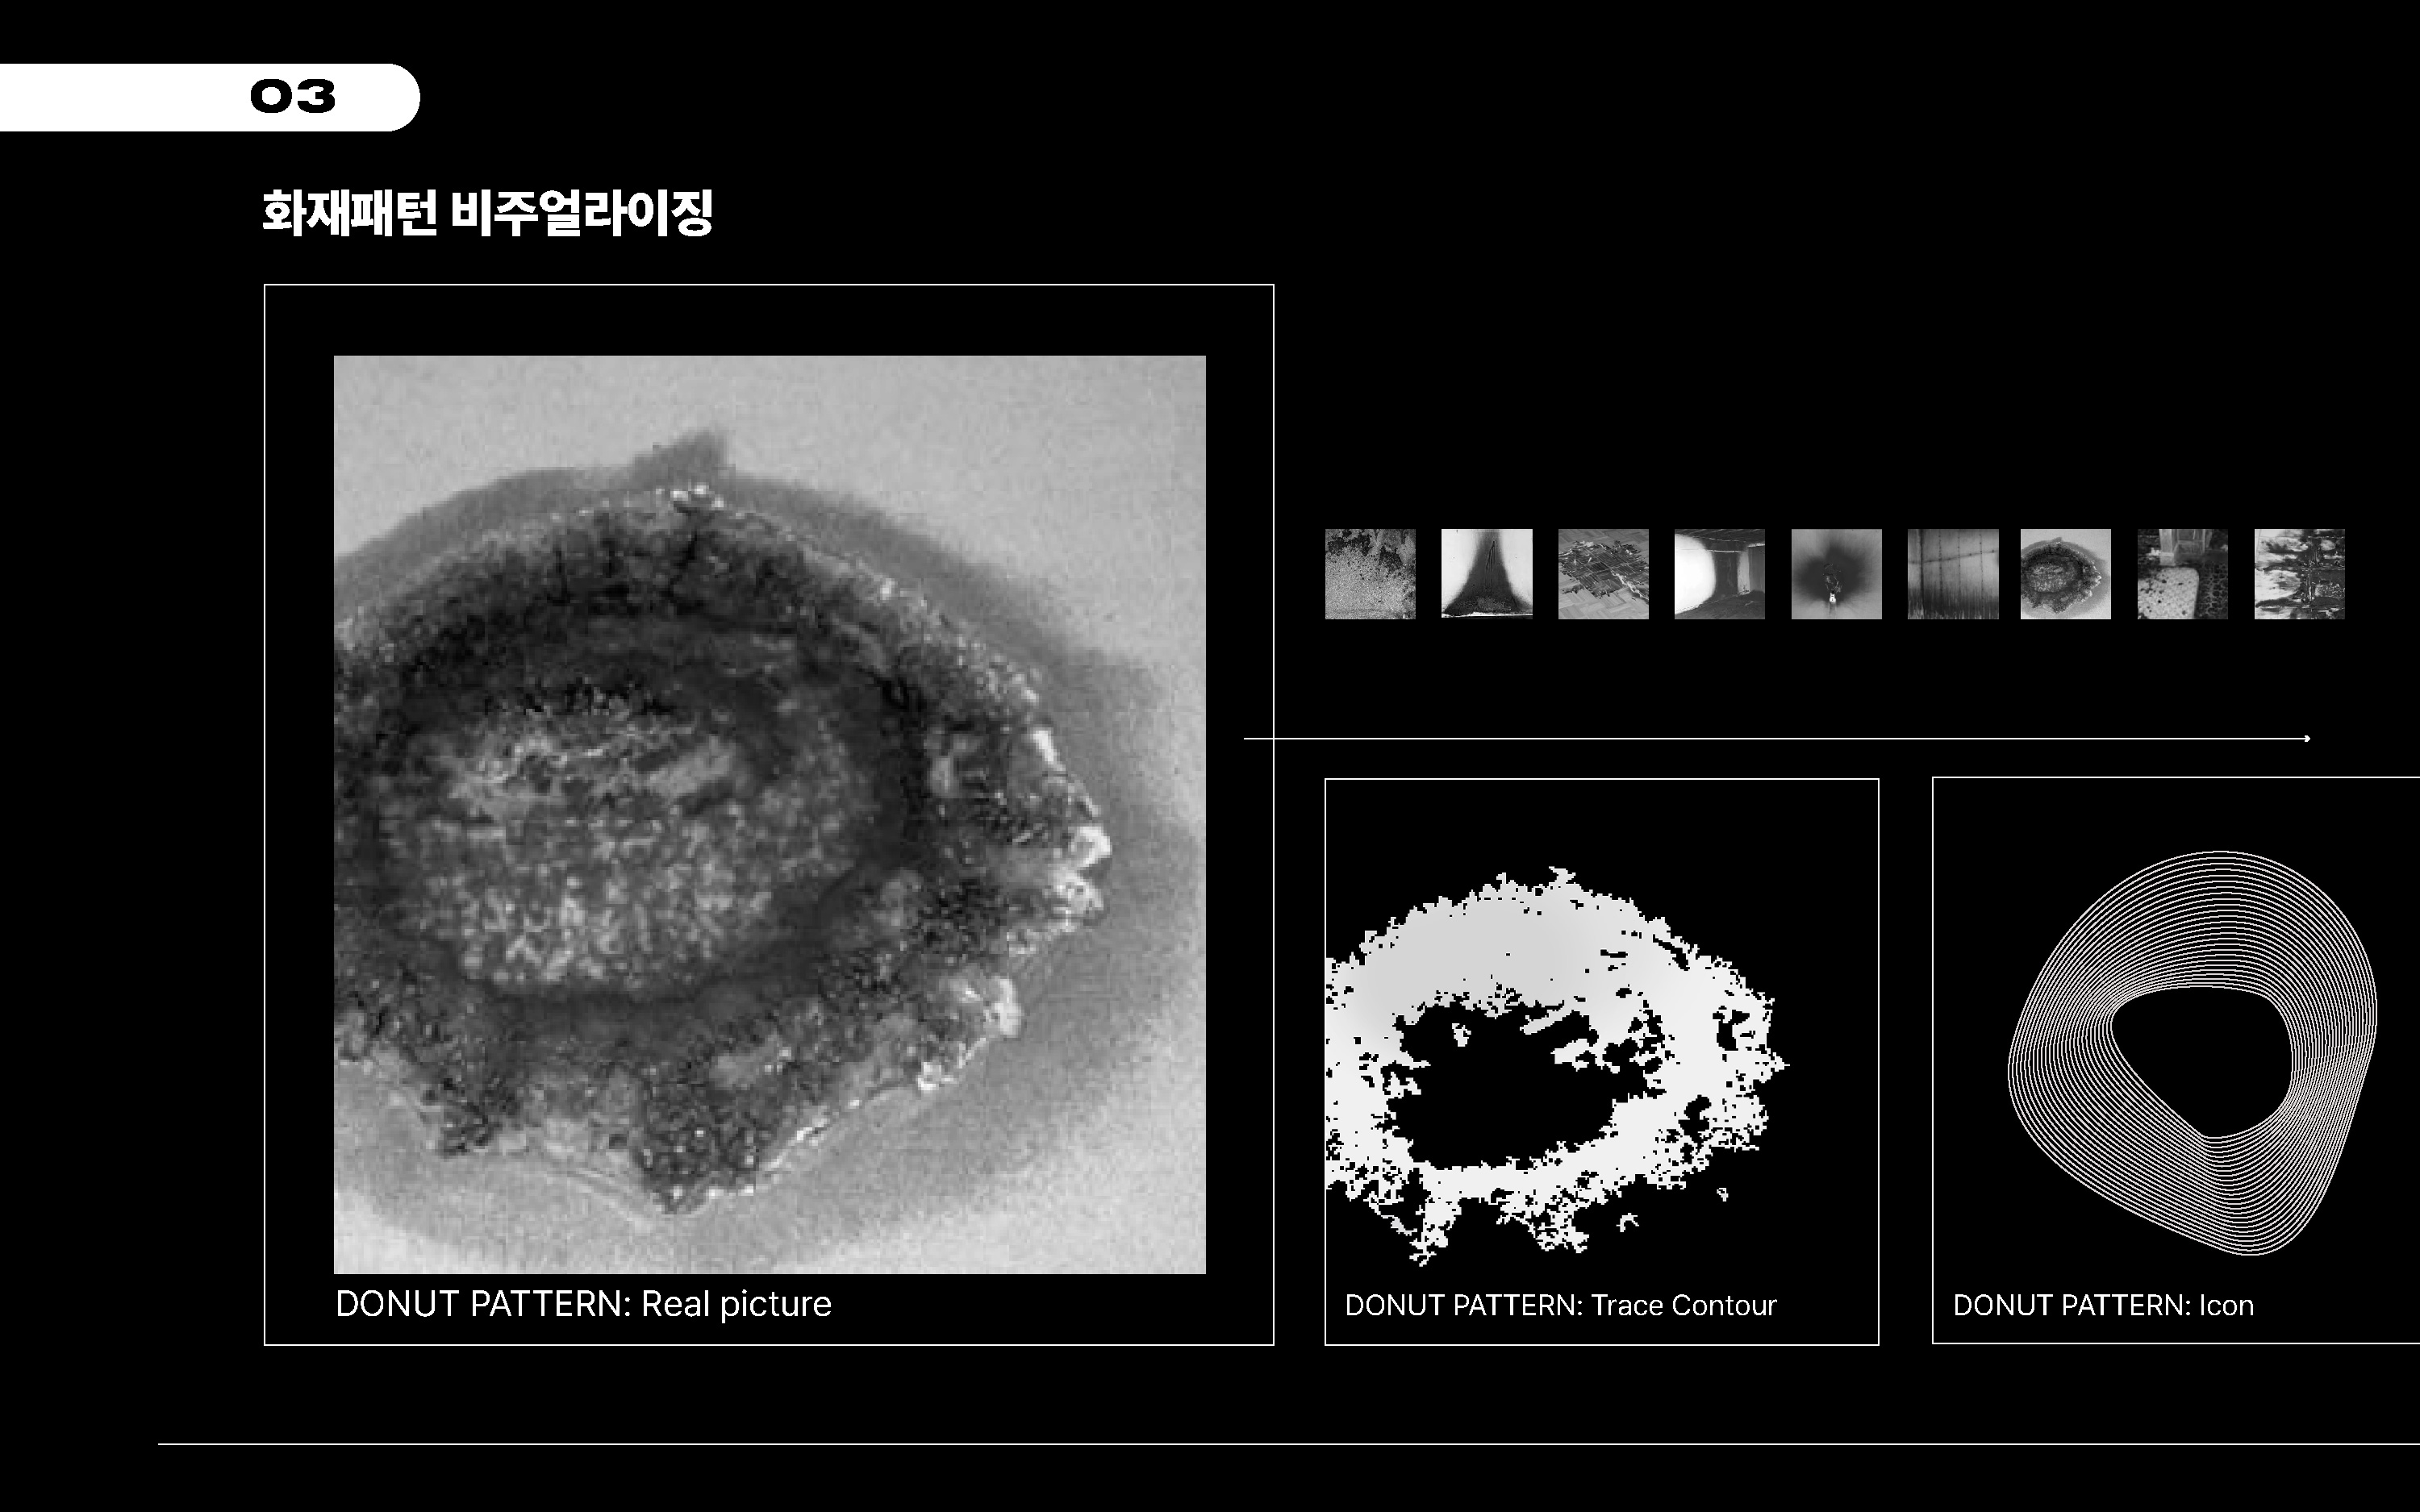 03
화재패턴 비주얼라이징
DONUT PATTERN: Real picture
DONUT PATTERN: Trace Contour
DONUT PATTERN: Icon